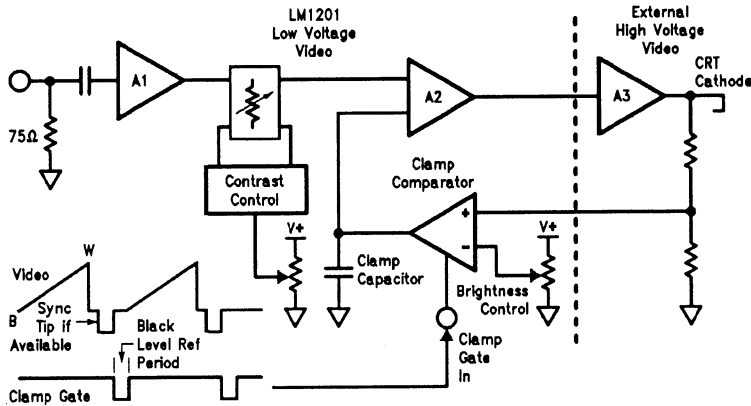 LM1201
Low Voltage
Video
External
High Voltage
Video
CRT
Cathode
A1
A2
A3
75Ω
Contrast
Control
V+
Clamp
Comparator
+
−
V+
Clamp
Capacitor
Brightness
Control
Clamp
Gate
In
W
Video
B
Sync
Tip if
Available
Black
Level Ref
Period
Clamp Gate